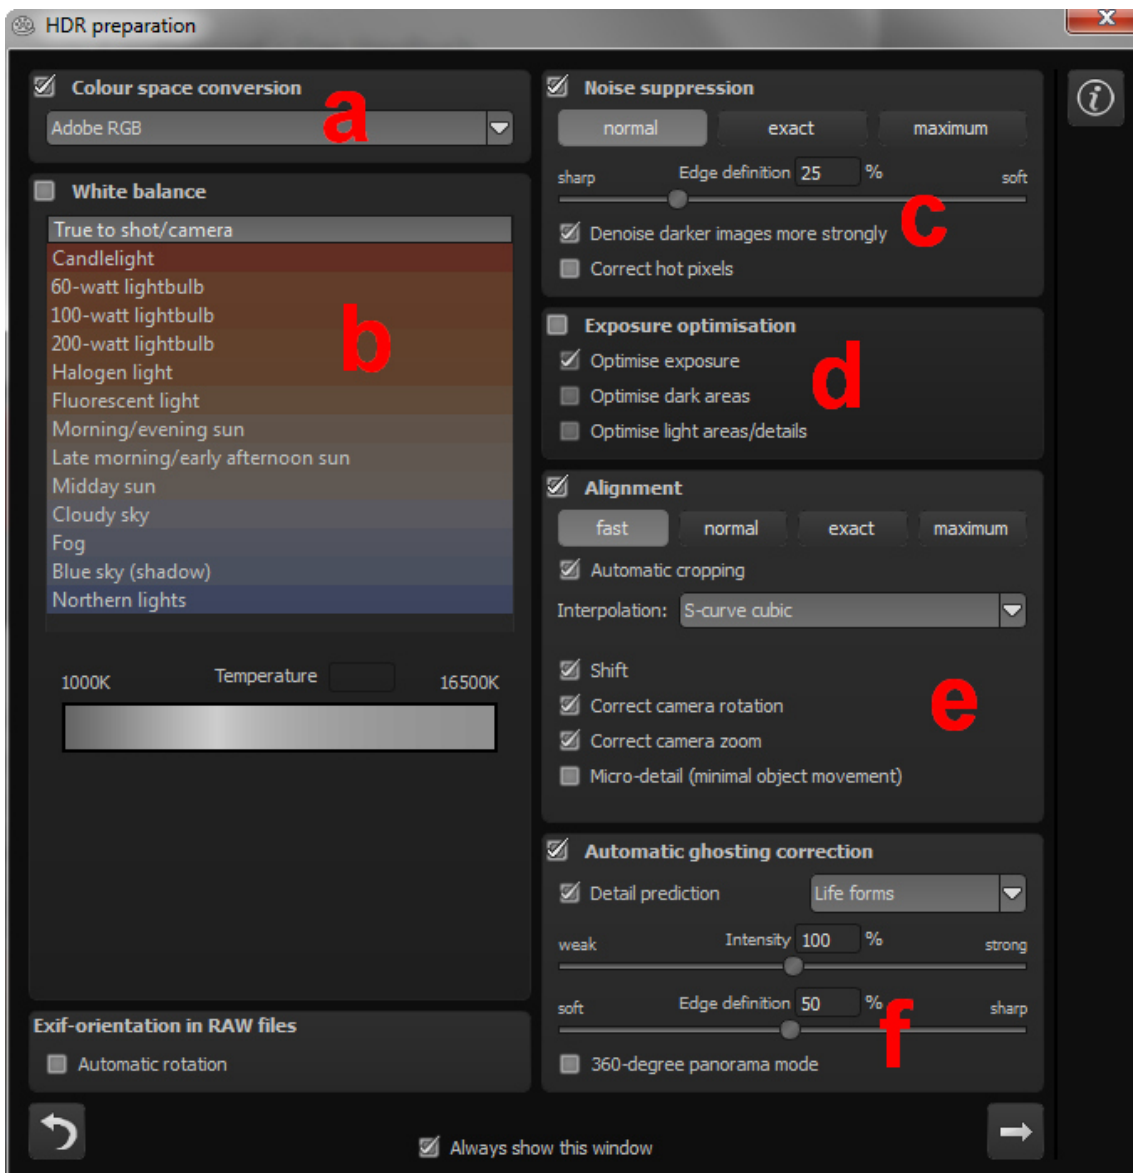 HDR preparation
x
Colour space conversion
a
Adobe RGB
White balance
True to shot/camera
Candlelight
60-watt lightbulb
100-watt lightbulb
200-watt lightbulb
b
Halogen light
Fluorescent light
Morning/evening sun
Late morning/early afternoon sun
Midday sun
Cloudy sky
Fog
Blue sky (shadow)
Northern lights
1000K Temperature 16500K
Exif-orientation in RAW files
Automatic rotation
Noise suppression
normal exact maximum
sharp Edge definition 25 % soft
c
Denoise darker images more strongly
Correct hot pixels
Exposure optimisation
Optimise exposure
d
Optimise dark areas
Optimise light areas/details
Alignment
fast normal exact maximum
Automatic cropping
Interpolation: S-curve cubic
Shift
Correct camera rotation
e
Correct camera zoom
Micro-detail (minimal object movement)
Automatic ghosting correction
Detail prediction Life forms
weak Intensity 100 % strong
soft Edge definition 50 % sharp
f
360-degree panorama mode
i
Always show this window